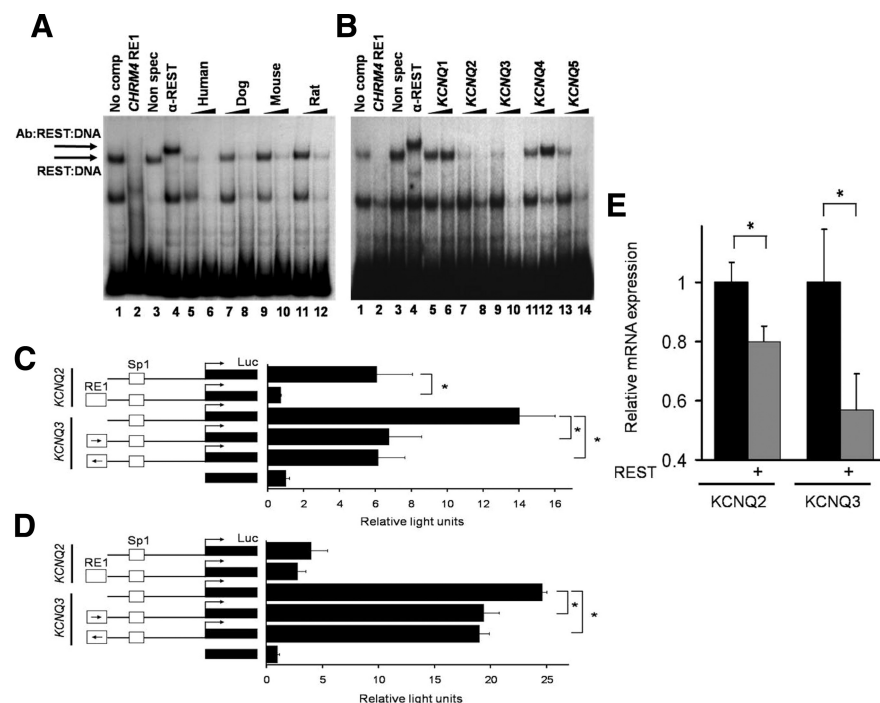 A
No comp
CHRM4 RE1
Non spec
α-REST
Human
Dog
Mouse
Rat
Ab:REST:DNA
REST:DNA
1 2 3 4 5 6 7 8 9 10 11 12
B
No comp
CHRM4 RE1
Non spec
α-REST
KCNQ1
KCNQ2
KCNQ3
KCNQ4
KCNQ5
1 2 3 4 5 6 7 8 9 10 11 12 13 14
C
KCNQ2
KCNQ3
RE1
Sp1
Luc
*
*
*
0 2 4 6 8 10 12 14 16
Relative light units
D
KCNQ2
KCNQ3
RE1
Sp1
Luc
*
*
0 5 10 15 20 25
Relative light units
E
Relative mRNA expression
*
*
1
0.8
0.6
0.4
REST + +
KCNQ2 KCNQ3